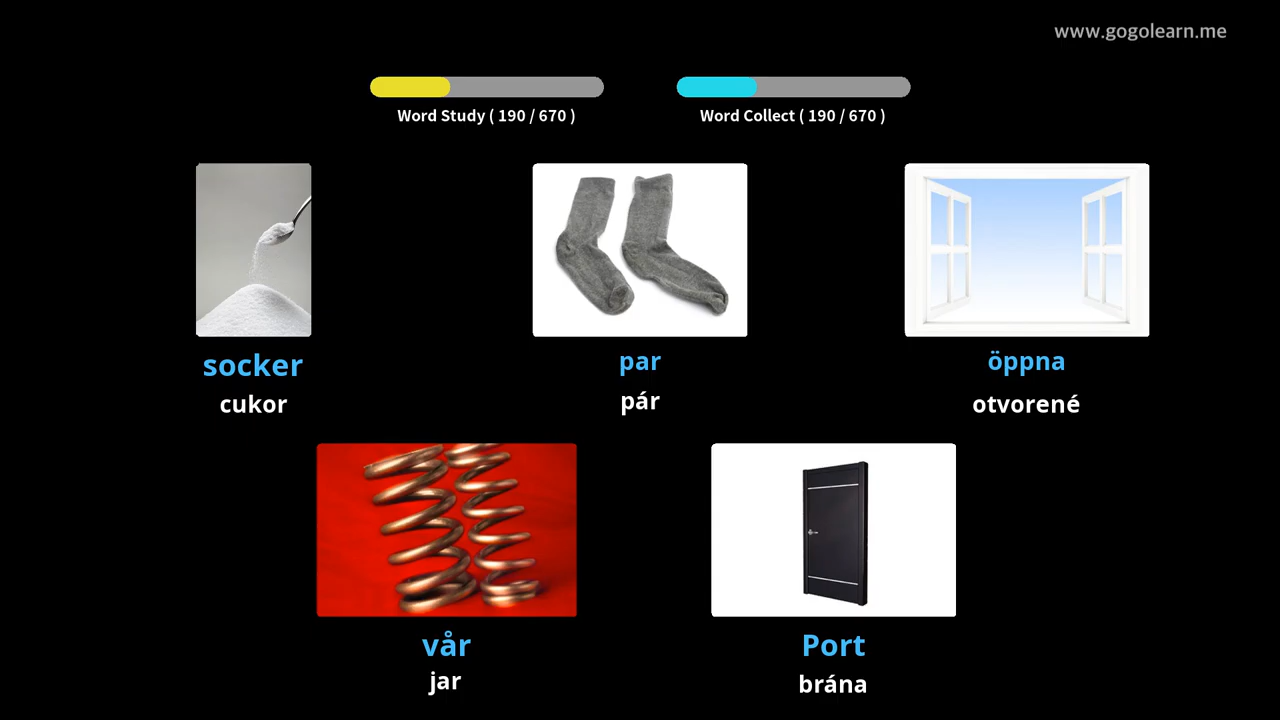 www.gogolearn.me
Word Study ( 190 / 670 )
Word Collect ( 190 / 670 )
socker
cukor
par
pár
öppna
otvorené
vår
jar
Port
brána